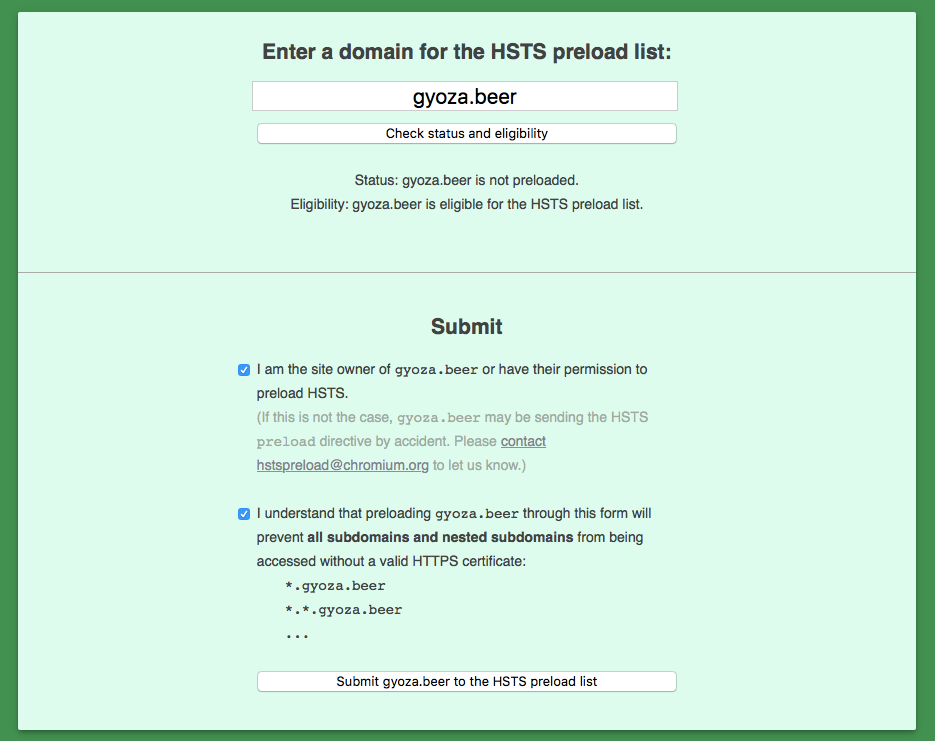 Enter a domain for the HSTS preload list:
gyoza.beer
Check status and eligibility
Status: gyoza.beer is not preloaded.
Eligibility: gyoza.beer is eligible for the HSTS preload list.
Submit
I am the site owner of gyoza.beer or have their permission to
preload HSTS.
(If this is not the case, gyoza.beer may be sending the HSTS
preload directive by accident. Please contact
hstspreload@chromium.org to let us know.)
I understand that preloading gyoza.beer through this form will
prevent all subdomains and nested subdomains from being
accessed without a valid HTTPS certificate:
*.gyoza.beer
*.*.gyoza.beer
...
Submit gyoza.beer to the HSTS preload list